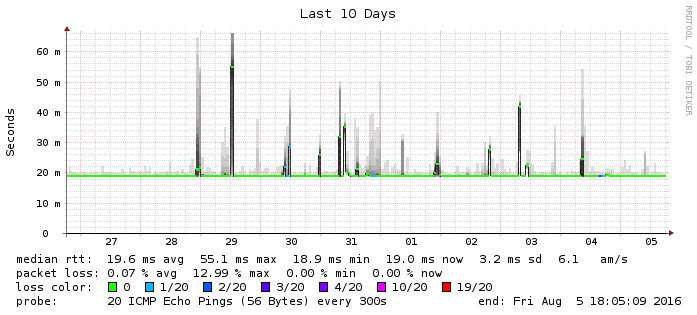 Last 10 Days
RRDTOOL / TOBI OETIKER
Seconds
60 m
50 m
40 m
30 m
20 m
10 m
0
27 28 29 30 31 01 02 03 04 05
median rtt: 19.6 ms avg 55.1 ms max 18.9 ms min 19.0 ms now 3.2 ms sd 6.1 am/s
packet loss: 0.07 % avg 12.99 % max 0.00 % min 0.00 % now
loss color: 0 1/20 2/20 3/20 4/20 10/20 19/20
probe: 20 ICMP Echo Pings (56 Bytes) every 300s end: Fri Aug 5 18:05:09 2016